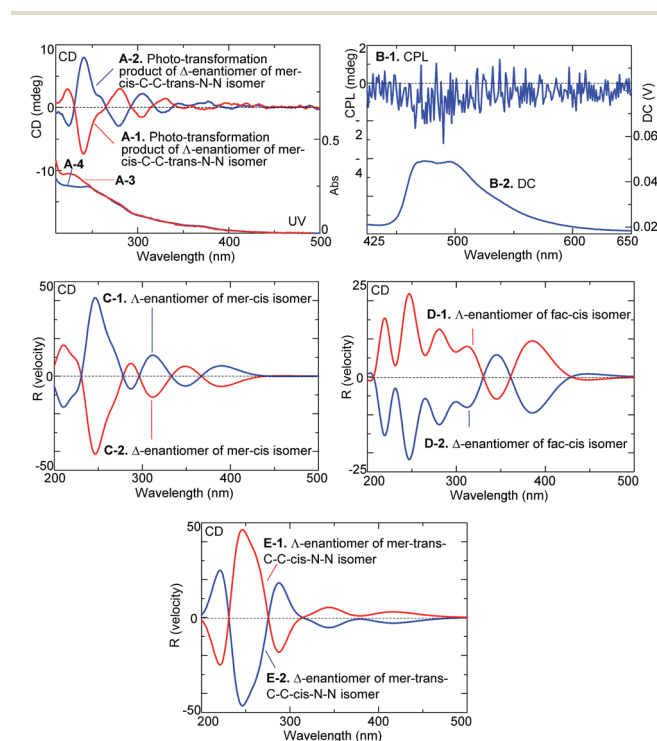 CD
10
0
-10
CD (mdeg)
A-2. Photo-transformation
product of Λ-enantiomer of mer-
cis-C-C-trans-N-N isomer
A-1. Photo-transformation
product of Δ-enantiomer of mer-
cis-C-C-trans-N-N isomer
A-4
A-3
0.5
0
Abs
UV
300
400
500
Wavelength (nm)
B-1. CPL
2
0
-2
-4
CPL (mdeg)
B-2. DC
0.08
0.06
0.04
0.02
DC (V)
425
500
600
650
Wavelength (nm)
CD
50
0
-50
R (velocity)
C-1. Λ-enantiomer of mer-cis isomer
C-2. Δ-enantiomer of mer-cis isomer
200
300
400
500
Wavelength (nm)
CD
25
0
-25
R (velocity)
D-1. Λ-enantiomer of fac-cis isomer
D-2. Δ-enantiomer of fac-cis isomer
200
300
400
500
Wavelength (nm)
CD
50
0
-50
R (velocity)
E-1. Λ-enantiomer of mer-trans-
C-C-cis-N-N isomer
E-2. Δ-enantiomer of mer-trans-
C-C-cis-N-N isomer
200
300
400
500
Wavelength (nm)